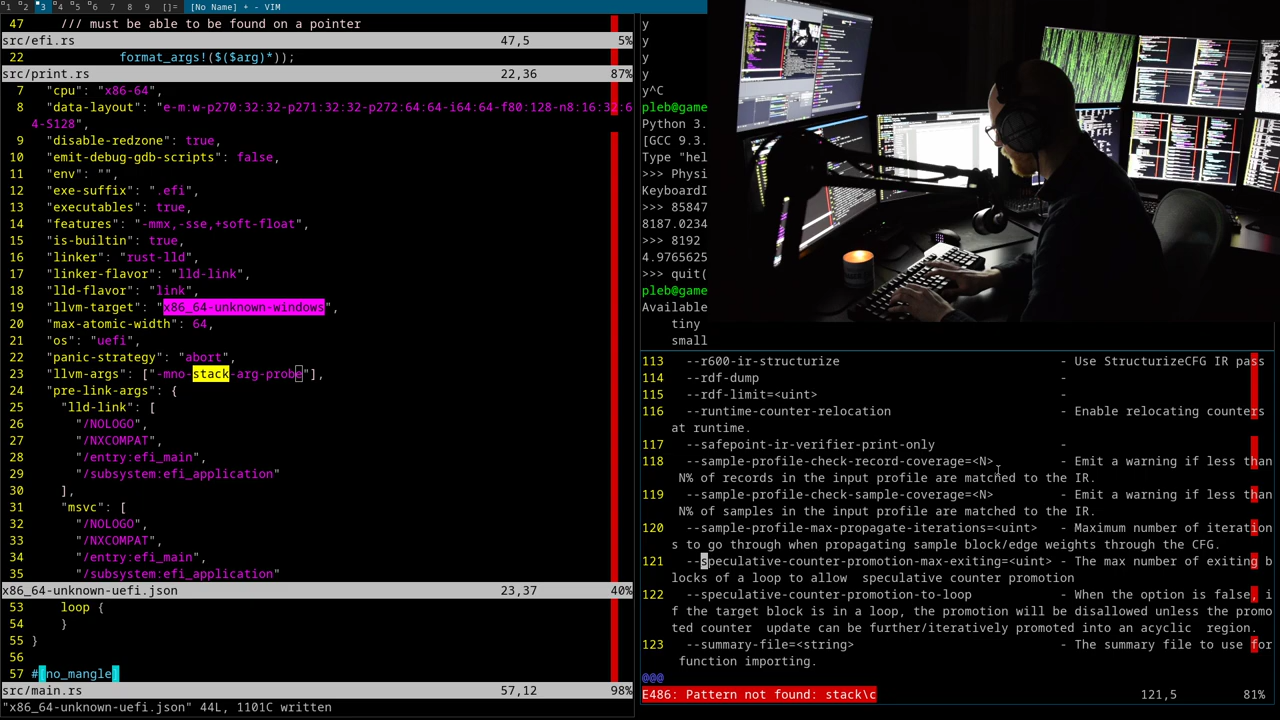 1 2 3 4 5 6 7 8 9 []= [No Name] + - VIM
47 /// must be able to be found on a pointer
src/efi.rs 47,5 5%
22 format_args!($($arg)*));
src/print.rs 22,36 87%
7 "cpu": "x86-64",
8 "data-layout": "e-m:w-p270:32:32-p271:32:32-p272:64:64-i64:64-f80:128-n8:16:32:6
4-S128",
9 "disable-redzone": true,
10 "emit-debug-gdb-scripts": false,
11 "env": "",
12 "exe-suffix": ".efi",
13 "executables": true,
14 "features": "-mmx,-sse,+soft-float",
15 "is-builtin": true,
16 "linker": "rust-lld",
17 "linker-flavor": "lld-link",
18 "lld-flavor": "link",
19 "llvm-target": "x86_64-unknown-windows",
20 "max-atomic-width": 64,
21 "os": "uefi",
22 "panic-strategy": "abort",
23 "llvm-args": ["-mno-stack-arg-probe"],
24 "pre-link-args": {
25 "lld-link": [
26 "/NOLOGO",
27 "/NXCOMPAT",
28 "/entry:efi_main",
29 "/subsystem:efi_application"
30 ],
31 "msvc": [
32 "/NOLOGO",
33 "/NXCOMPAT",
34 "/entry:efi_main",
35 "/subsystem:efi_application"
x86_64-unknown-uefi.json 23,37 40%
53 loop {
54 }
55 }
56
57 #[no_mangle]
src/main.rs 57,12 98%
"x86_64-unknown-uefi.json" 44L, 1101C written
y
y
y
y
y^C
pleb@game
Python 3.
[GCC 9.3.
Type "hel
>>> Physi
KeyboardI
>>> 85847
8187.0234
>>> 8192
4.9765625
>>> quit(
pleb@game
Available
tiny
small
113 --r600-ir-structurize - Use StructurizeCFG IR pass
114 --rdf-dump -
115 --rdf-limit=<uint> -
116 --runtime-counter-relocation - Enable relocating counters
at runtime.
117 --safepoint-ir-verifier-print-only -
118 --sample-profile-check-record-coverage=<N> - Emit a warning if less than
N% of records in the input profile are matched to the IR.
119 --sample-profile-check-sample-coverage=<N> - Emit a warning if less than
N% of samples in the input profile are matched to the IR.
120 --sample-profile-max-propagate-iterations=<uint> - Maximum number of iteration
s to go through when propagating sample block/edge weights through the CFG.
121 --speculative-counter-promotion-max-exiting=<uint> - The max number of exiting b
locks of a loop to allow  speculative counter promotion
122 --speculative-counter-promotion-to-loop - When the option is false, i
f the target block is in a loop, the promotion will be disallowed unless the promo
ted counter  update can be further/iteratively promoted into an acyclic  region.
123 --summary-file=<string> - The summary file to use for
function importing.
@@@
E486: Pattern not found: stack\c 121,5 81%